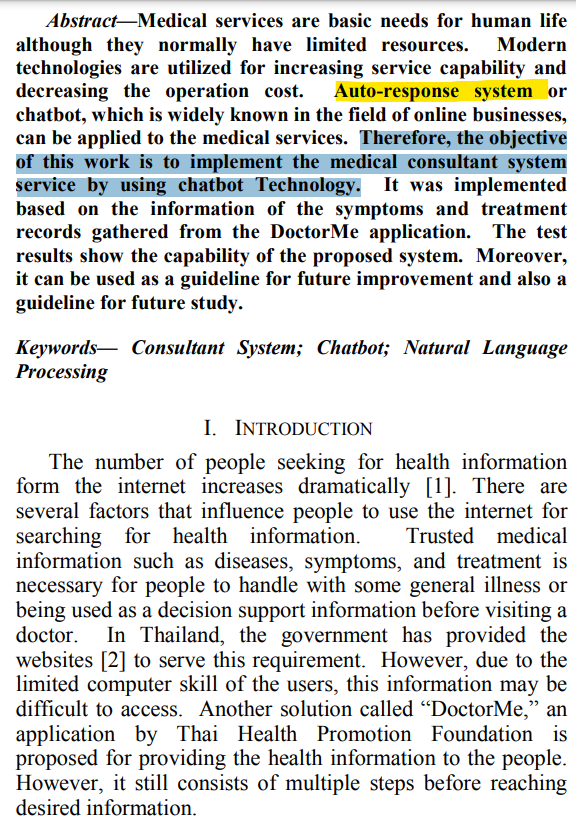 Abstract—Medical services are basic needs for human life
although they normally have limited resources. Modern
technologies are utilized for increasing service capability and
decreasing the operation cost. Auto-response system or
chatbot, which is widely known in the field of online businesses,
can be applied to the medical services. Therefore, the objective
of this work is to implement the medical consultant system
service by using chatbot Technology. It was implemented
based on the information of the symptoms and treatment
records gathered from the DoctorMe application. The test
results show the capability of the proposed system. Moreover,
it can be used as a guideline for future improvement and also a
guideline for future study.
Keywords— Consultant System; Chatbot; Natural Language
Processing
I. INTRODUCTION
The number of people seeking for health information
form the internet increases dramatically [1]. There are
several factors that influence people to use the internet for
searching for health information. Trusted medical
information such as diseases, symptoms, and treatment is
necessary for people to handle with some general illness or
being used as a decision support information before visiting a
doctor. In Thailand, the government has provided the
websites [2] to serve this requirement. However, due to the
limited computer skill of the users, this information may be
difficult to access. Another solution called “DoctorMe,” an
application by Thai Health Promotion Foundation is
proposed for providing the health information to the people.
However, it still consists of multiple steps before reaching
desired information.